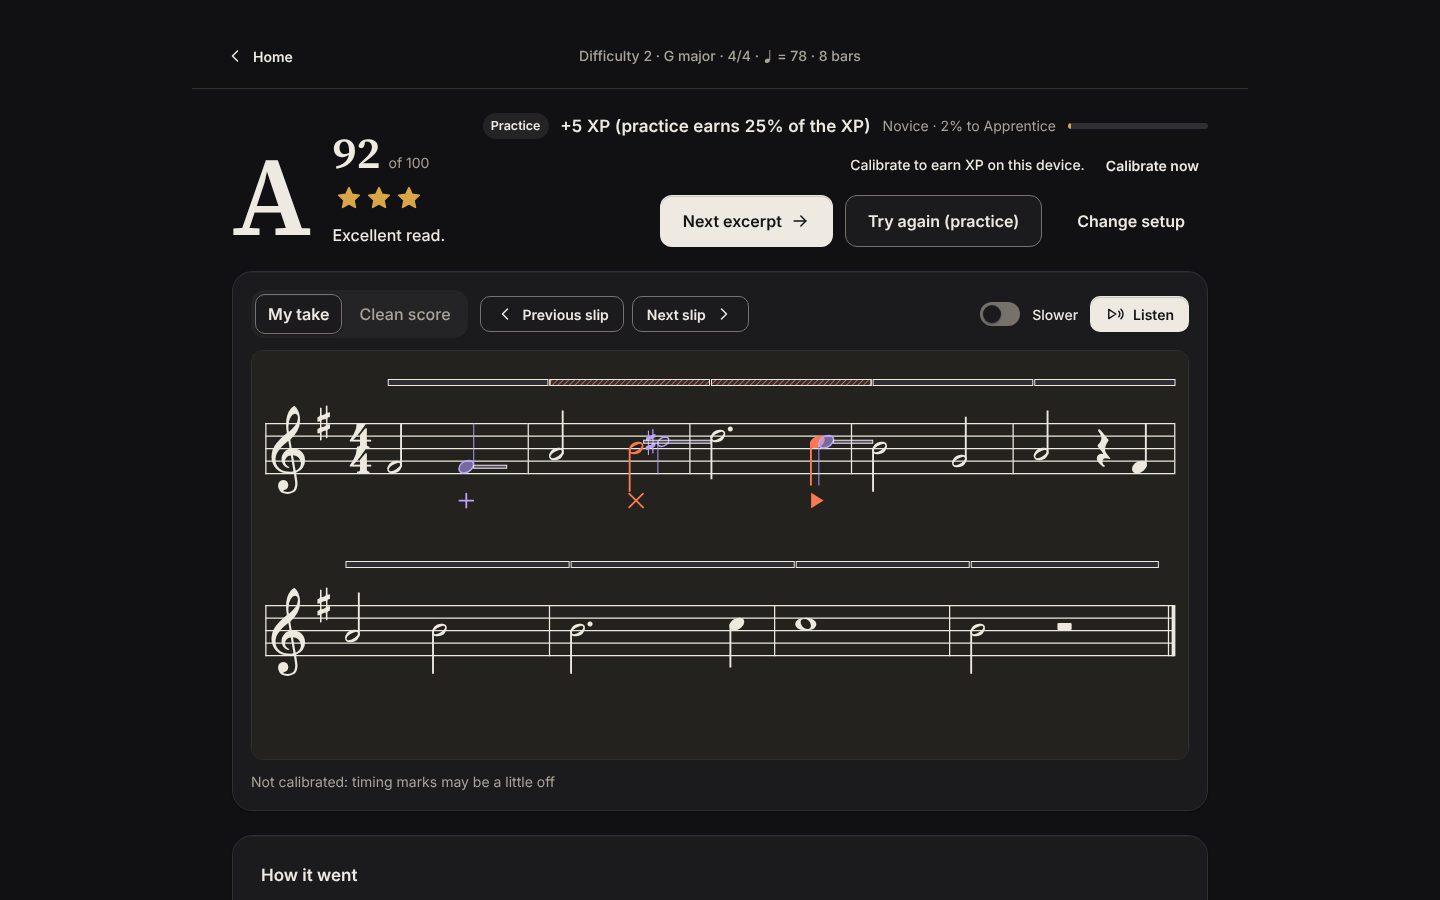 Home
Difficulty 2 · G major · 4/4 · ♩ = 78 · 8 bars
Practice +5 XP (practice earns 25% of the XP) Novice · 2% to Apprentice
Calibrate to earn XP on this device. Calibrate now
A
92 of 100
Excellent read.
Next excerpt → Try again (practice) Change setup
My take Clean score Previous slip Next slip Slower Listen
4
4
Not calibrated: timing marks may be a little off
How it went